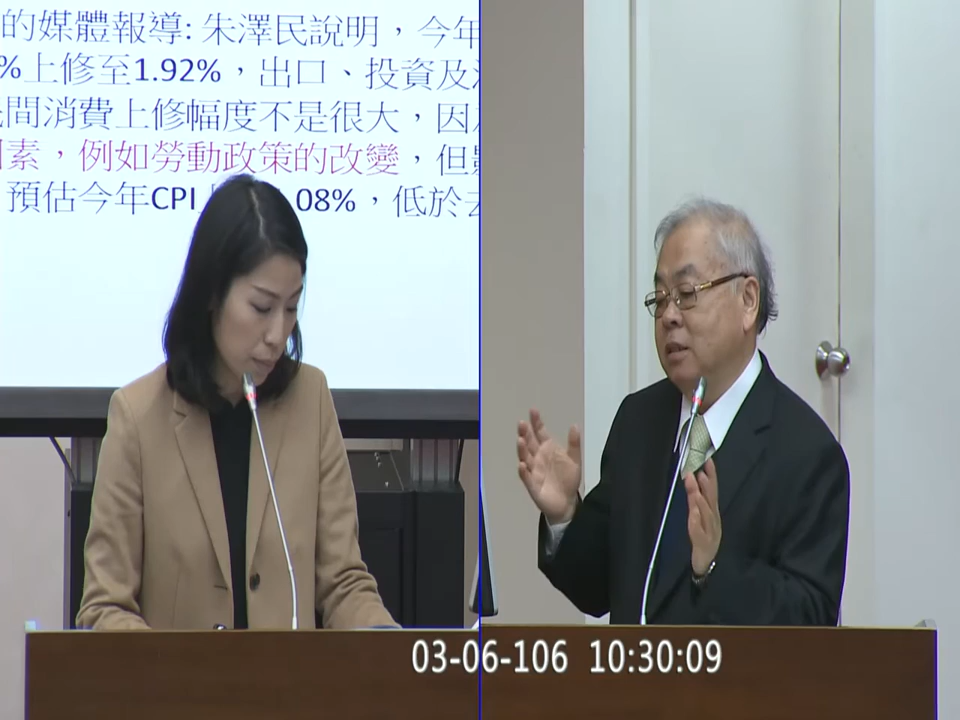 的媒體報導: 朱澤民說明，今年
%上修至1.92%，出口、投資及
間消費上修幅度不是很大，因
素，例如勞動政策的改變，但
預估今年CPI 08%，低於去
03-06-106 10:30:09